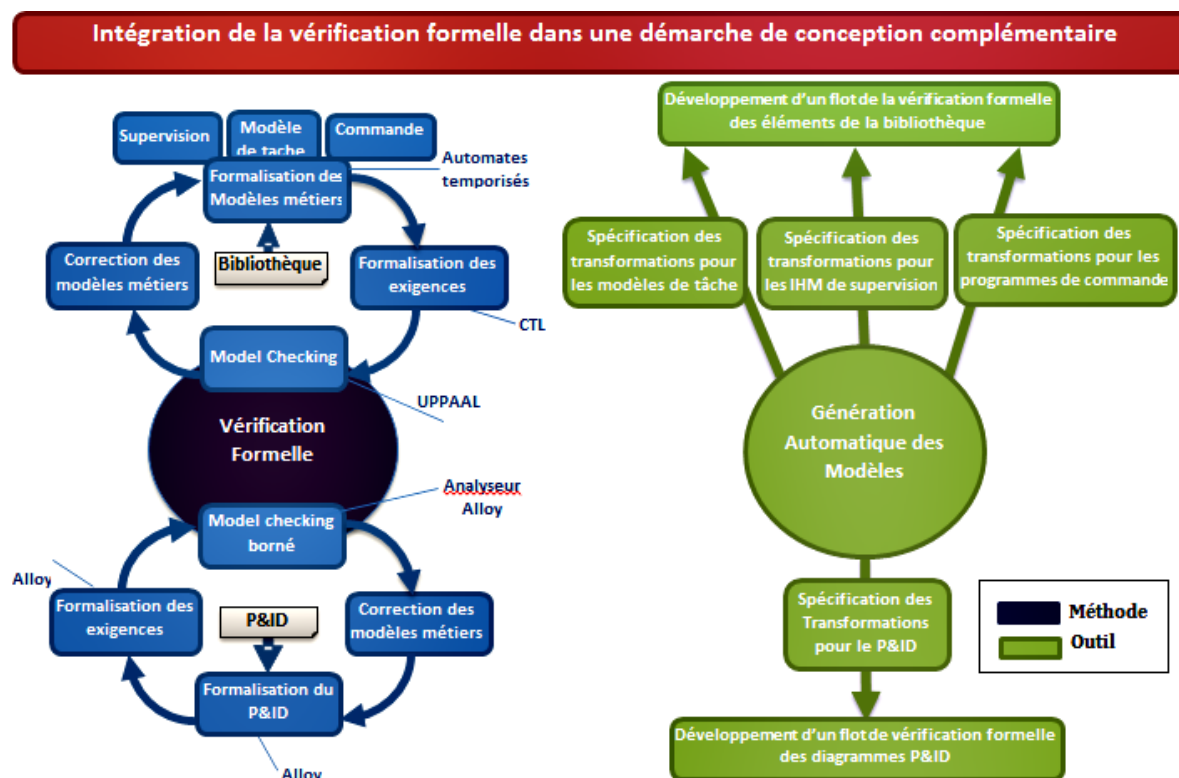 Intégration de la vérification formelle dans une démarche de conception complémentaire
Supervision
Modèle
de tache
Commande
Formalisation des
Modèles métiers
Automates
temporisés
Correction des
modèles métiers
Bibliothèque
Formalisation des
exigences
CTL
Model Checking
UPPAAL
Vérification
Formelle
Analyseur
Alloy
Model checking
borné
Alloy
Formalisation des
exigences
P&ID
Correction des
modèles métiers
Formalisation du
P&ID
Alloy
Développement d'un flot de la vérification formelle
des éléments de la bibliothèque
Spécification des
transformations pour
les modèles de tâche
Spécification des
transformations pour
les IHM de supervision
Spécification des
transformations pour les
programmes de commande
Génération
Automatique des
Modèles
Spécification des
Transformations
pour le P&ID
Méthode
Outil
Développement d'un flot de vérification formelle
des diagrammes P&ID